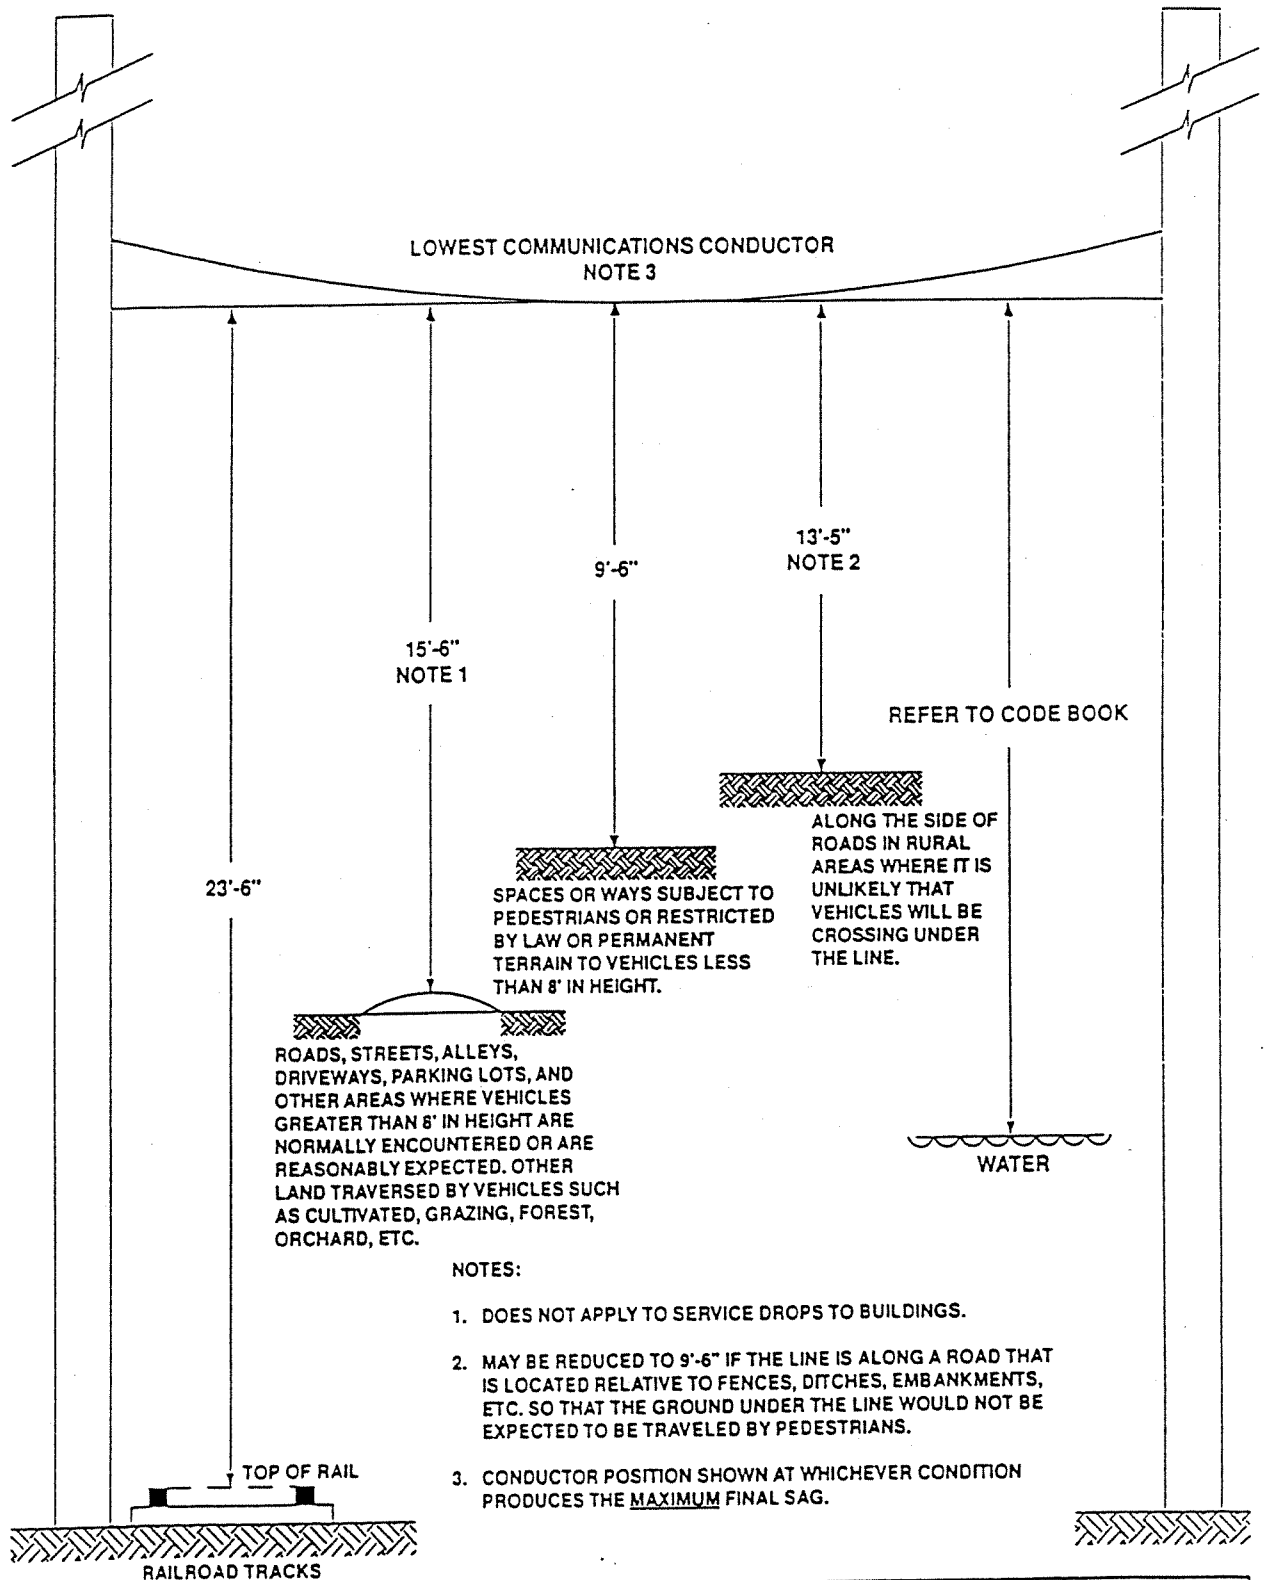 LOWEST COMMUNICATIONS CONDUCTOR
NOTE 3
13'-5"
NOTE 2
9'-6"
15'-6"
NOTE 1
REFER TO CODE BOOK
23'-6"
ALONG THE SIDE OF
ROADS IN RURAL
AREAS WHERE IT IS
UNLIKELY THAT
VEHICLES WILL BE
CROSSING UNDER
THE LINE.
SPACES OR WAYS SUBJECT TO
PEDESTRIANS OR RESTRICTED
BY LAW OR PERMANENT
TERRAIN TO VEHICLES LESS
THAN 8' IN HEIGHT.
ROADS, STREETS, ALLEYS,
DRIVEWAYS, PARKING LOTS, AND
OTHER AREAS WHERE VEHICLES
GREATER THAN 8' IN HEIGHT ARE
NORMALLY ENCOUNTERED OR ARE
REASONABLY EXPECTED. OTHER
LAND TRAVERSED BY VEHICLES SUCH
AS CULTIVATED, GRAZING, FOREST,
ORCHARD, ETC.
WATER
NOTES:
1. DOES NOT APPLY TO SERVICE DROPS TO BUILDINGS.
2. MAY BE REDUCED TO 9'-6" IF THE LINE IS ALONG A ROAD THAT
IS LOCATED RELATIVE TO FENCES, DITCHES, EMBANKMENTS,
ETC. SO THAT THE GROUND UNDER THE LINE WOULD NOT BE
EXPECTED TO BE TRAVELED BY PEDESTRIANS.
3. CONDUCTOR POSITION SHOWN AT WHICHEVER CONDITION
PRODUCES THE MAXIMUM FINAL SAG.
TOP OF RAIL
RAILROAD TRACKS